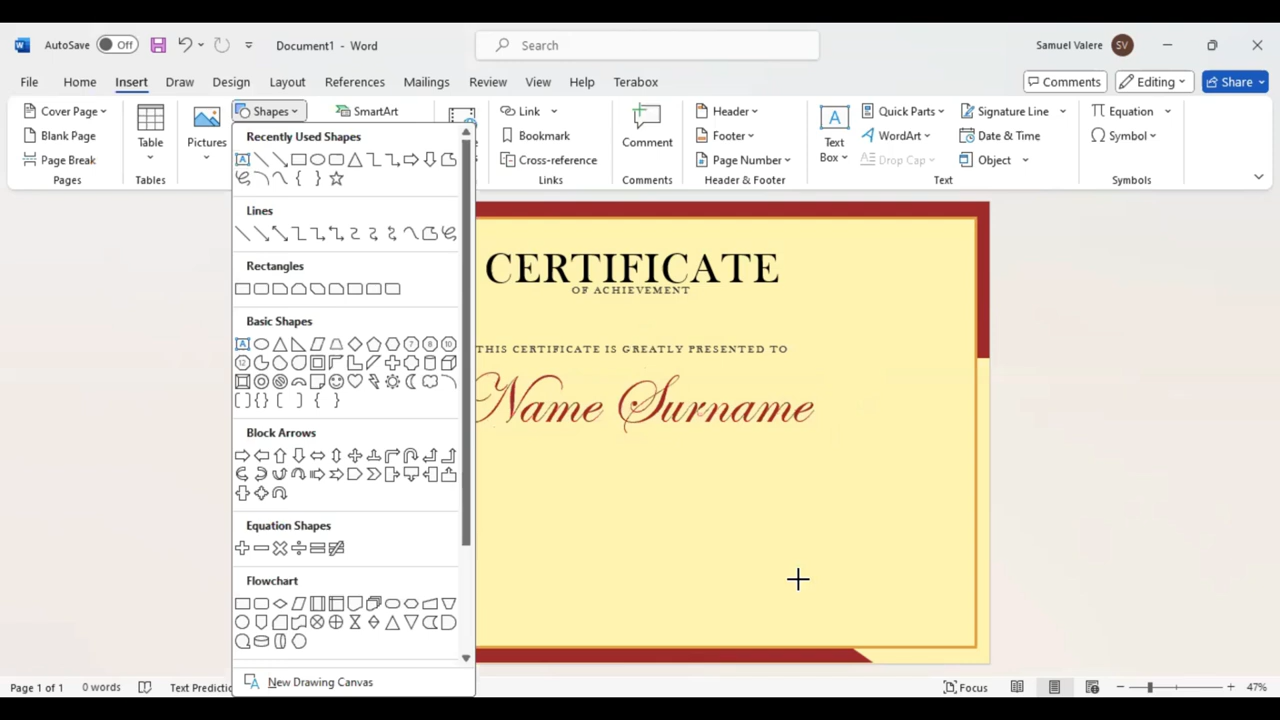 AutoSave Off Document1 - Word Search Samuel Valere SV
File Home Insert Draw Design Layout References Mailings Review View Help Terabox Comments Editing Share
Cover Page Shapes SmartArt Link Header Quick Parts Signature Line Equation
Blank Page Bookmark Footer WordArt Date & Time Symbol
Page Break Table Pictures Cross-reference Comment Page Number Text Box Drop Cap Object
Pages Tables Links Comments Header & Footer Text Symbols
Recently Used Shapes
Lines
Rectangles
Basic Shapes
Block Arrows
Equation Shapes
Flowchart
New Drawing Canvas
CERTIFICATE
OF ACHIEVEMENT
THIS CERTIFICATE IS GREATLY PRESENTED TO
Name Surname
Page 1 of 1 0 words Text Predictio Focus 47%